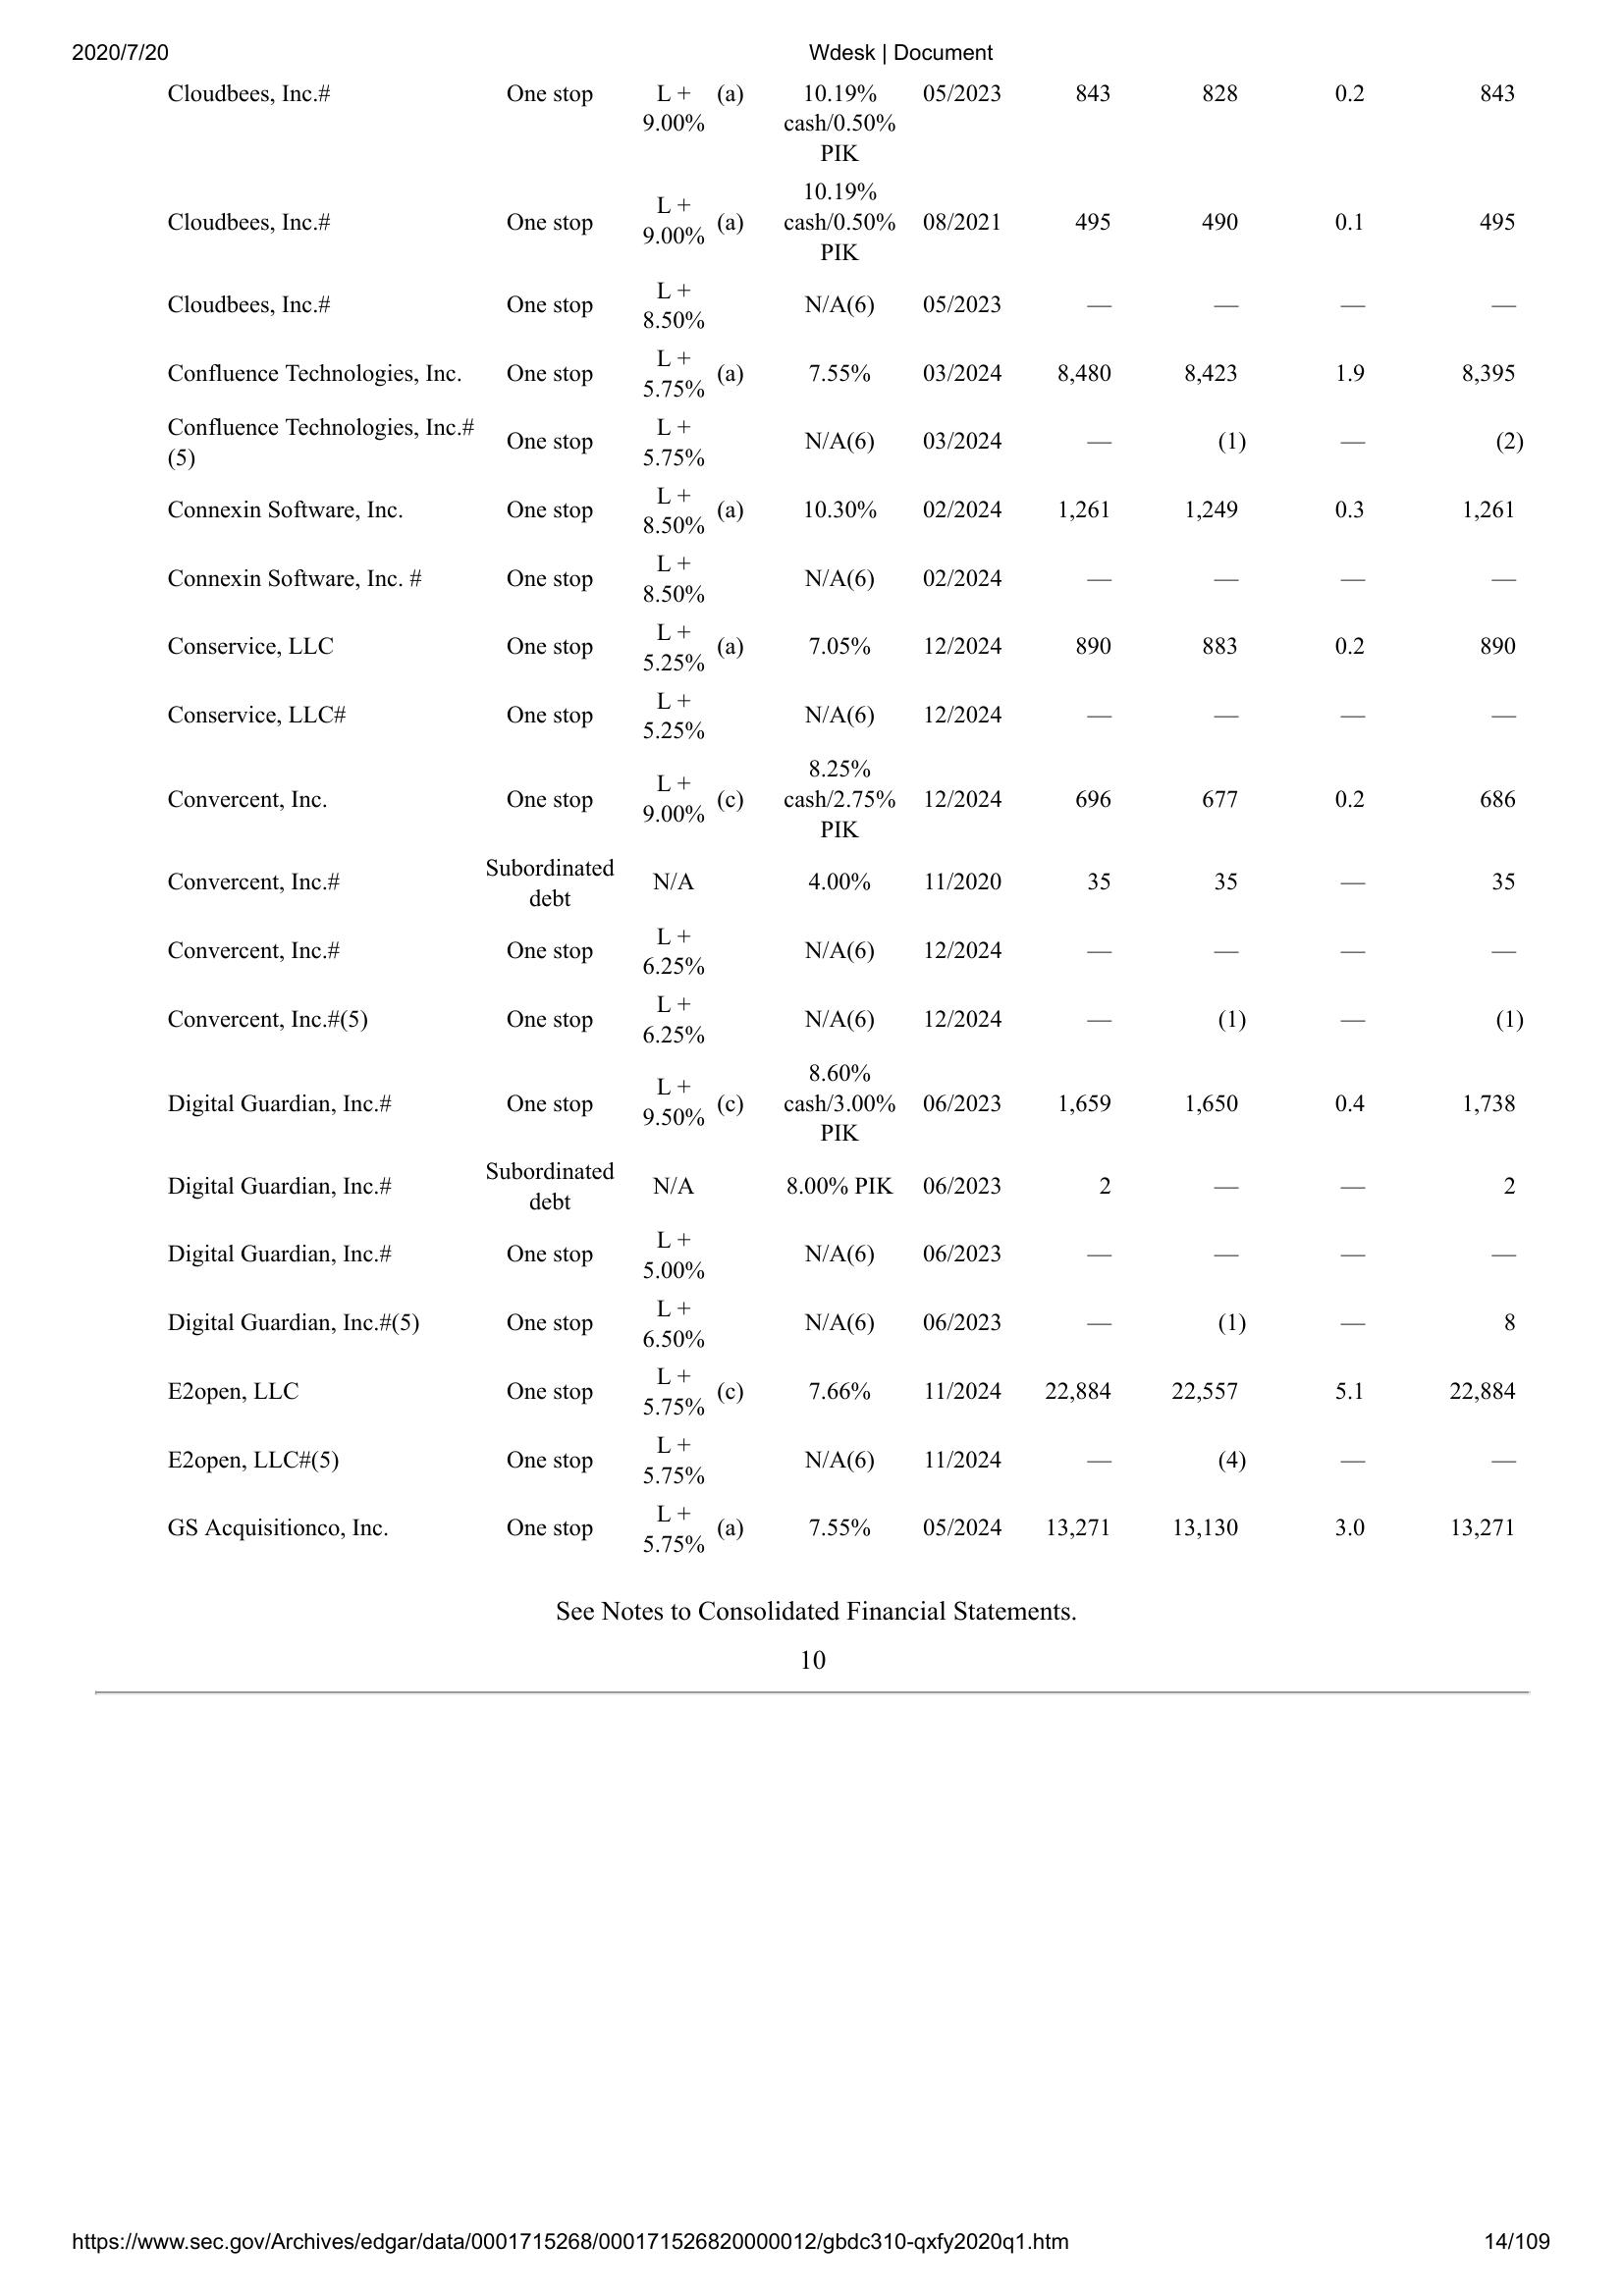 2020/7/20 Wdesk | Document
Cloudbees, Inc.# One stop L + (a) 10.19% 05/2023 843 828 0.2 843
9.00% cash/0.50%
PIK
10.19%
L +
Cloudbees, Inc.# One stop (a) cash/0.50% 08/2021 495 490 0.1 495
9.00%
PIK
L +
Cloudbees, Inc.# One stop N/A(6) 05/2023 — — — —
8.50%
L +
Confluence Technologies, Inc. One stop (a) 7.55% 03/2024 8,480 8,423 1.9 8,395
5.75%
Confluence Technologies, Inc.# L +
One stop N/A(6) 03/2024 — (1) — (2)
(5) 5.75%
L +
Connexin Software, Inc. One stop (a) 10.30% 02/2024 1,261 1,249 0.3 1,261
8.50%
L +
Connexin Software, Inc. # One stop N/A(6) 02/2024 — — — —
8.50%
L +
Conservice, LLC One stop (a) 7.05% 12/2024 890 883 0.2 890
5.25%
L +
Conservice, LLC# One stop N/A(6) 12/2024 — — — —
5.25%
8.25%
L +
Convercent, Inc. One stop (c) cash/2.75% 12/2024 696 677 0.2 686
9.00%
PIK
Subordinated
Convercent, Inc.# N/A 4.00% 11/2020 35 35 — 35
debt
L +
Convercent, Inc.# One stop N/A(6) 12/2024 — — — —
6.25%
L +
Convercent, Inc.#(5) One stop N/A(6) 12/2024 — (1) — (1)
6.25%
8.60%
L +
Digital Guardian, Inc.# One stop (c) cash/3.00% 06/2023 1,659 1,650 0.4 1,738
9.50%
PIK
Subordinated
Digital Guardian, Inc.# N/A 8.00% PIK 06/2023 2 — — 2
debt
L +
Digital Guardian, Inc.# One stop N/A(6) 06/2023 — — — —
5.00%
L +
Digital Guardian, Inc.#(5) One stop N/A(6) 06/2023 — (1) — 8
6.50%
L +
E2open, LLC One stop (c) 7.66% 11/2024 22,884 22,557 5.1 22,884
5.75%
L +
E2open, LLC#(5) One stop N/A(6) 11/2024 — (4) — —
5.75%
L +
GS Acquisitionco, Inc. One stop (a) 7.55% 05/2024 13,271 13,130 3.0 13,271
5.75%
See Notes to Consolidated Financial Statements.
10
https://www.sec.gov/Archives/edgar/data/0001715268/000171526820000012/gbdc310-qxfy2020q1.htm 14/109